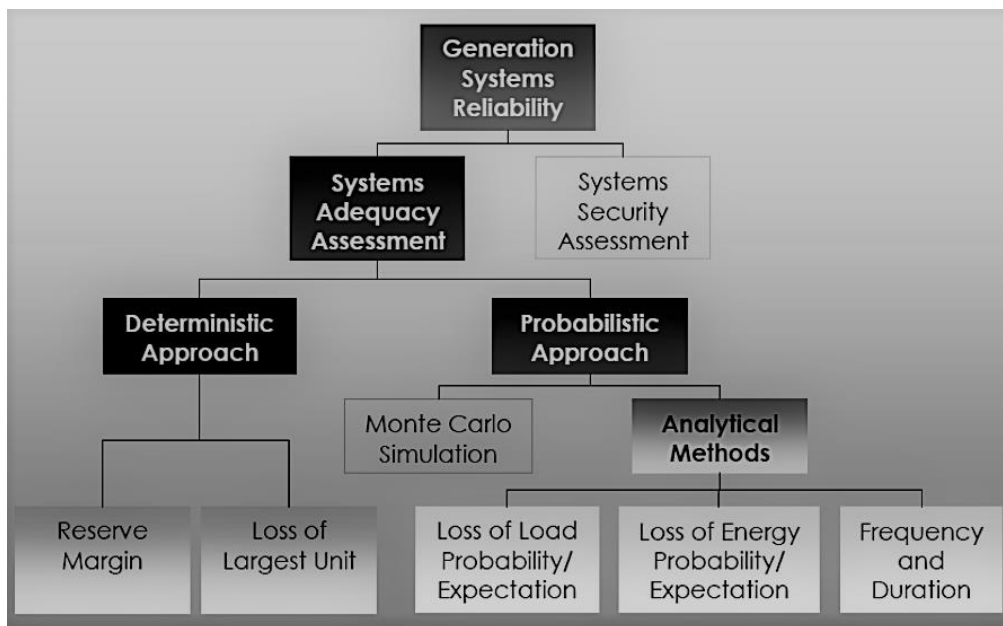 Generation
Systems
Reliability
Systems
Adequacy
Assessment
Systems
Security
Assessment
Deterministic
Approach
Probabilistic
Approach
Monte Carlo
Simulation
Analytical
Methods
Reserve
Margin
Loss of
Largest Unit
Loss of Load
Probability/
Expectation
Loss of Energy
Probability/
Expectation
Frequency
and
Duration